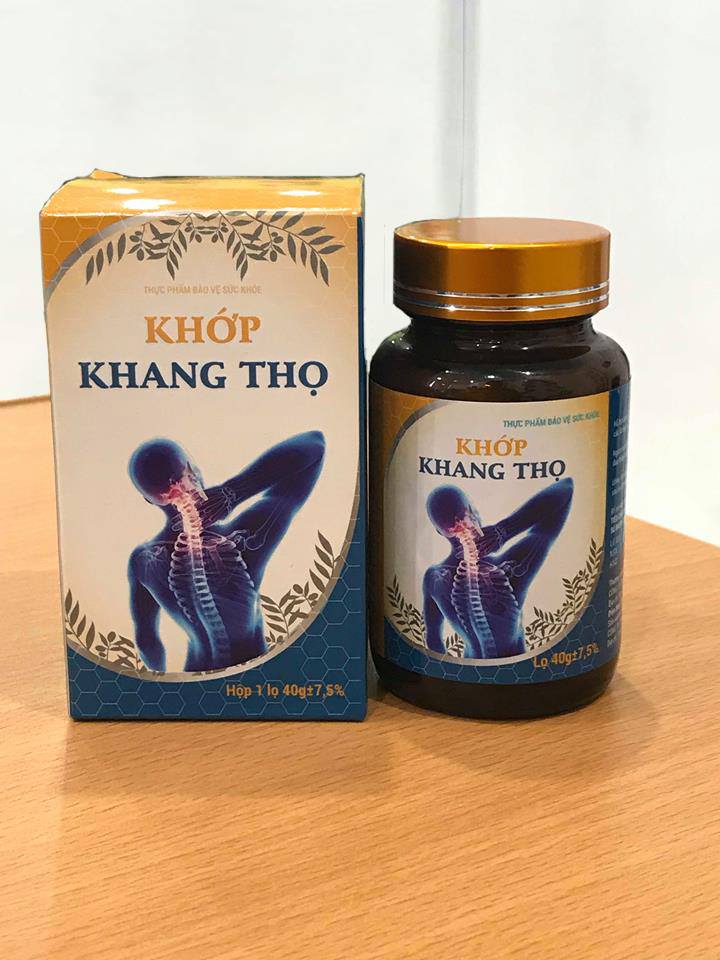 THỰC PHẨM BẢO VỆ SỨC KHỎE
KHỚP
KHANG THỌ
Hộp 1 lọ 40g±7,5%
THỰC PHẨM BẢO VỆ SỨC KHỎE
KHỚP
KHANG THỌ
Lọ 40g±7,5%